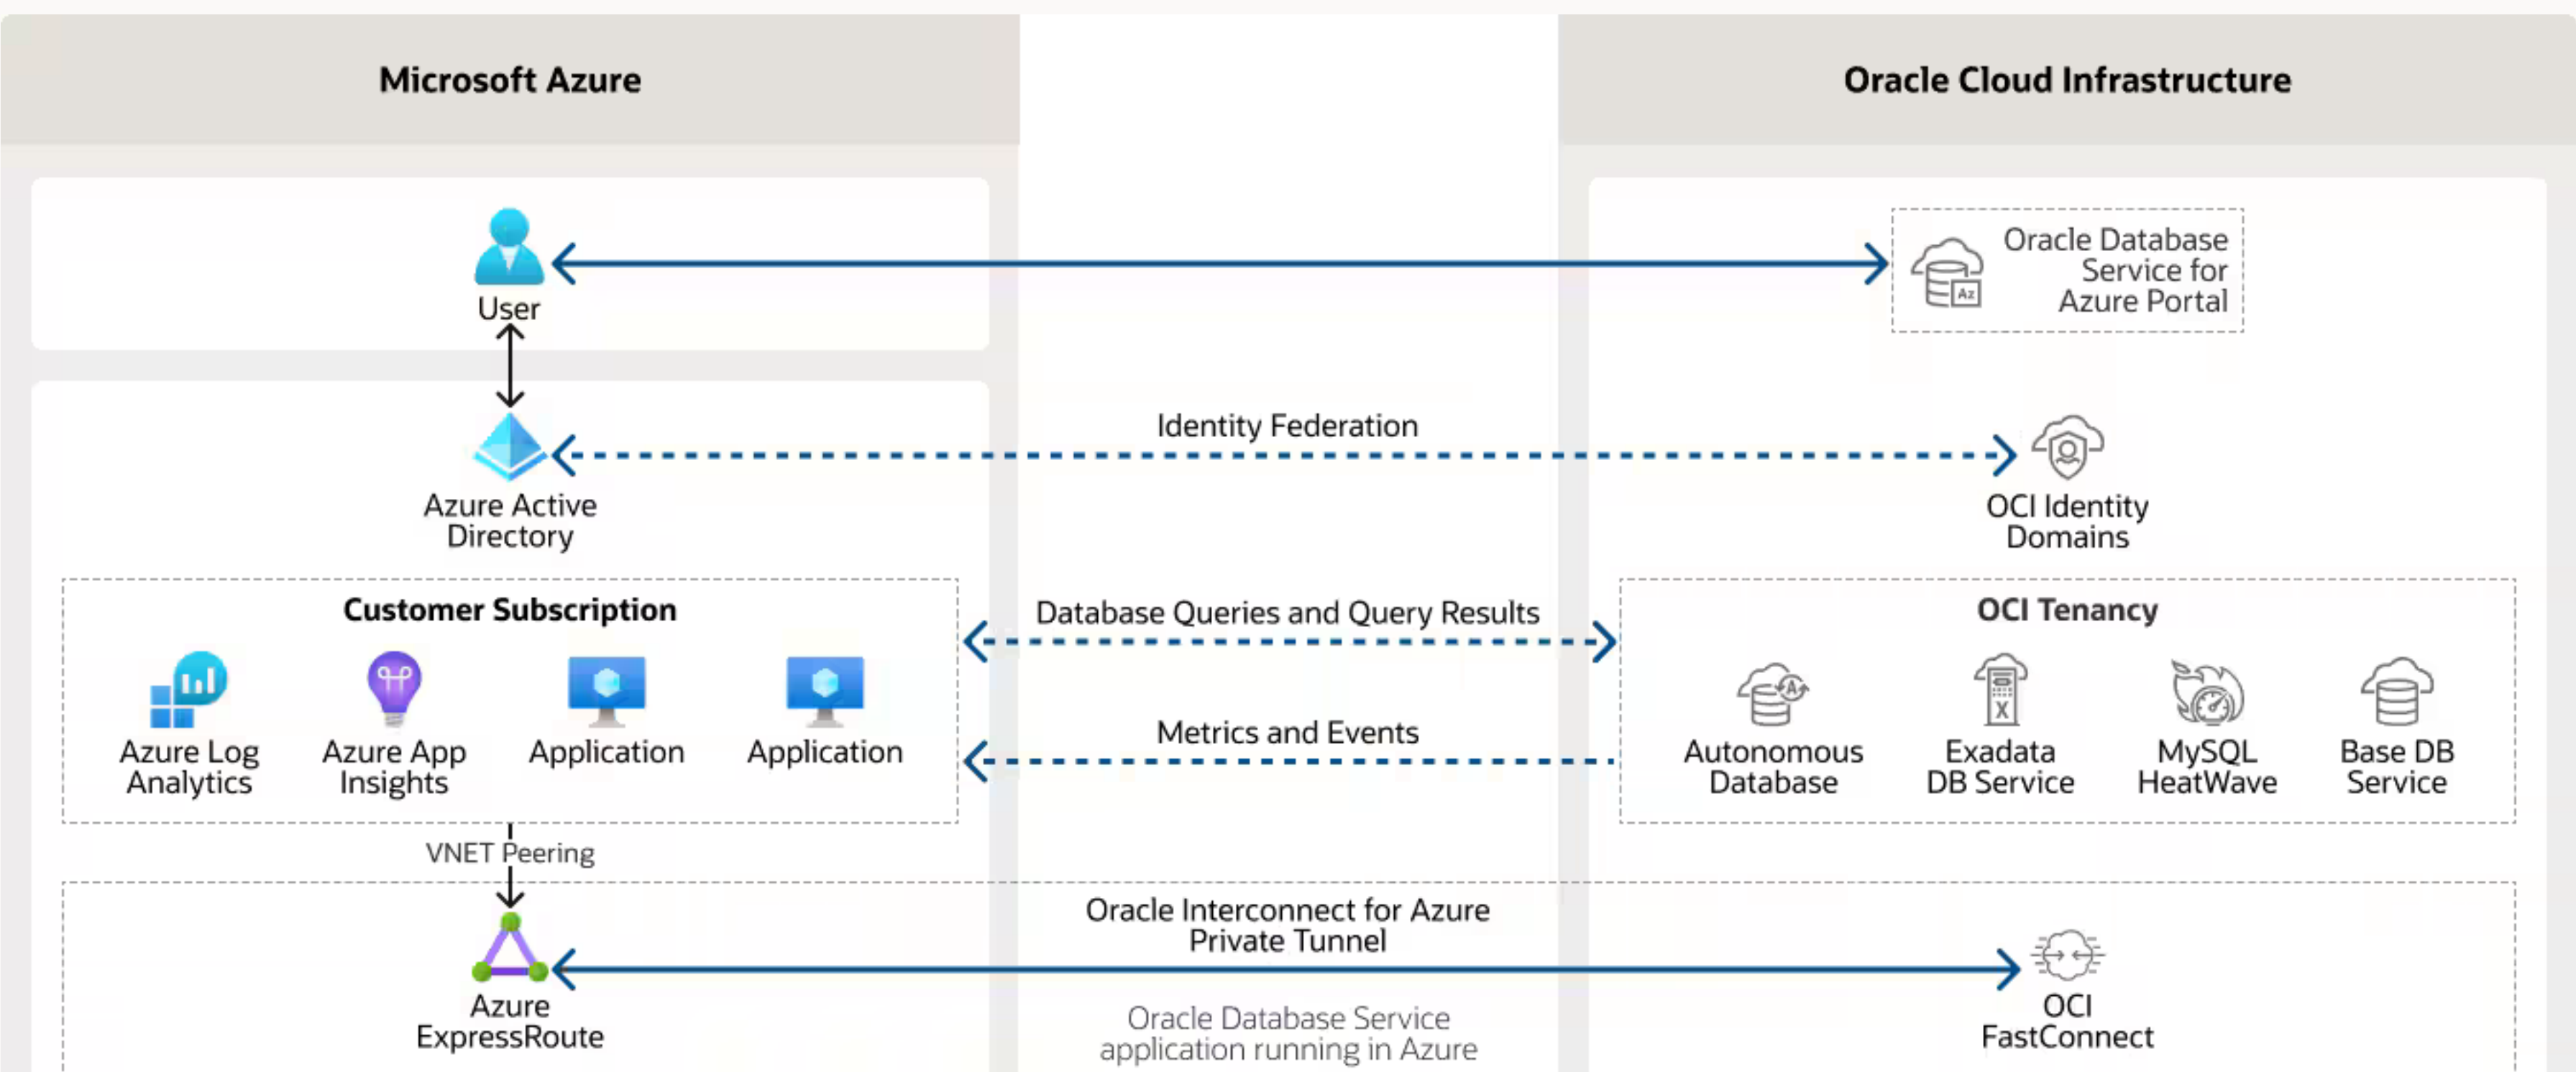 Microsoft Azure
Oracle Cloud Infrastructure
User
Oracle Database
Service for
Azure Portal
Az
Azure Active
Directory
Identity Federation
OCI Identity
Domains
Customer Subscription
Azure Log
Analytics
Azure App
Insights
Application
Application
Database Queries and Query Results
Metrics and Events
OCI Tenancy
A
Autonomous
Database
X
Exadata
DB Service
MySQL
HeatWave
Base DB
Service
VNET Peering
Azure
ExpressRoute
Oracle Interconnect for Azure
Private Tunnel
Oracle Database Service
application running in Azure
OCI
FastConnect